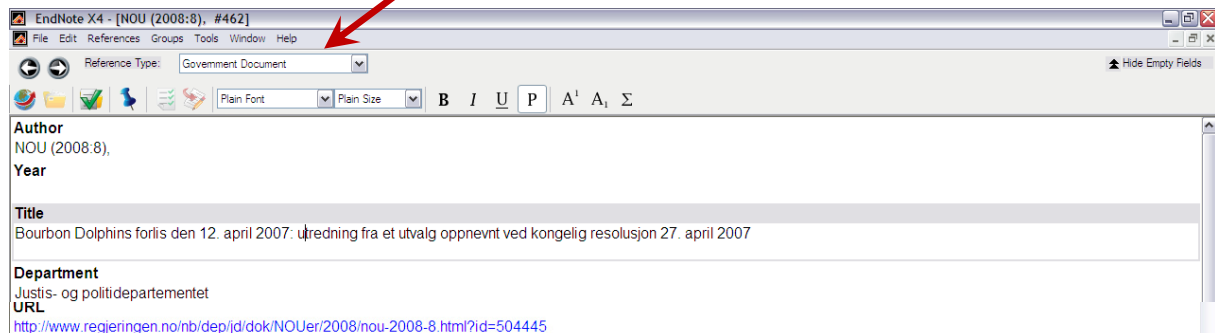 EndNote X4 - [NOU (2008:8), #462]
File Edit References Groups Tools Window Help
Reference Type: Government Document Hide Empty Fields
Plain Font Plain Size B I U P A¹ A₁ Σ
Author
NOU (2008:8),
Year
Title
Bourbon Dolphins forlis den 12. april 2007: utredning fra et utvalg oppnevnt ved kongelig resolusjon 27. april 2007
Department
Justis- og politidepartementet
URL
http://www.regjeringen.no/nb/dep/jd/dok/NOUer/2008/nou-2008-8.html?id=504445